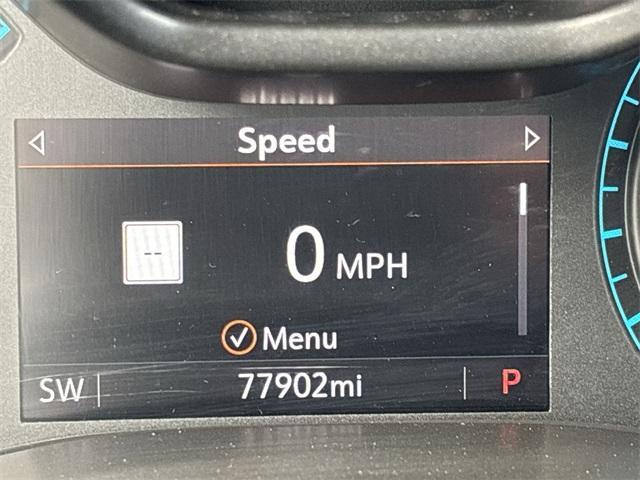 Speed
--
0 MPH
Menu
SW 77902mi P